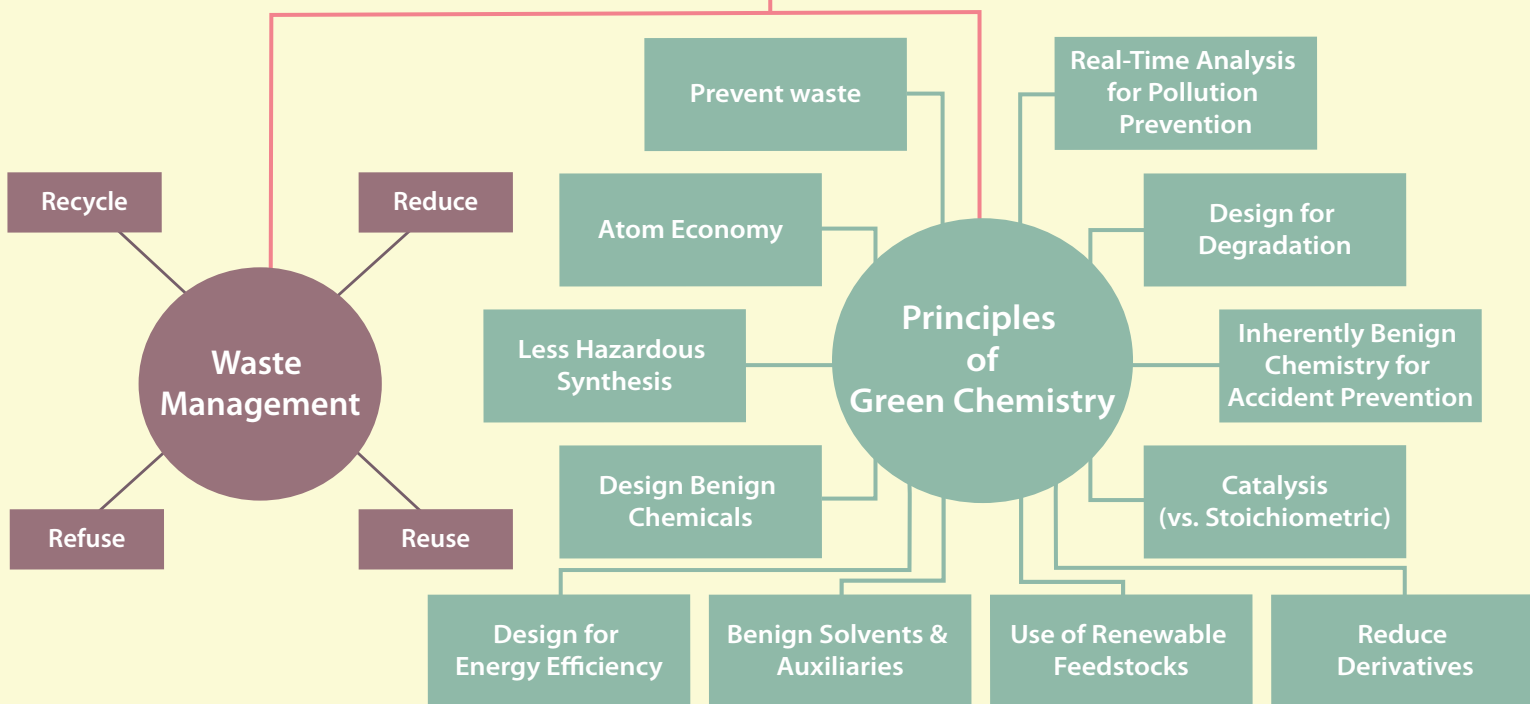 Recycle
Reduce
Waste
Management
Refuse
Reuse
Prevent waste
Real-Time Analysis
for Pollution
Prevention
Atom Economy
Design for
Degradation
Less Hazardous
Synthesis
Principles
of
Green Chemistry
Inherently Benign
Chemistry for
Accident Prevention
Design Benign
Chemicals
Catalysis
(vs. Stoichiometric)
Design for
Energy Efficiency
Benign Solvents &
Auxiliaries
Use of Renewable
Feedstocks
Reduce
Derivatives